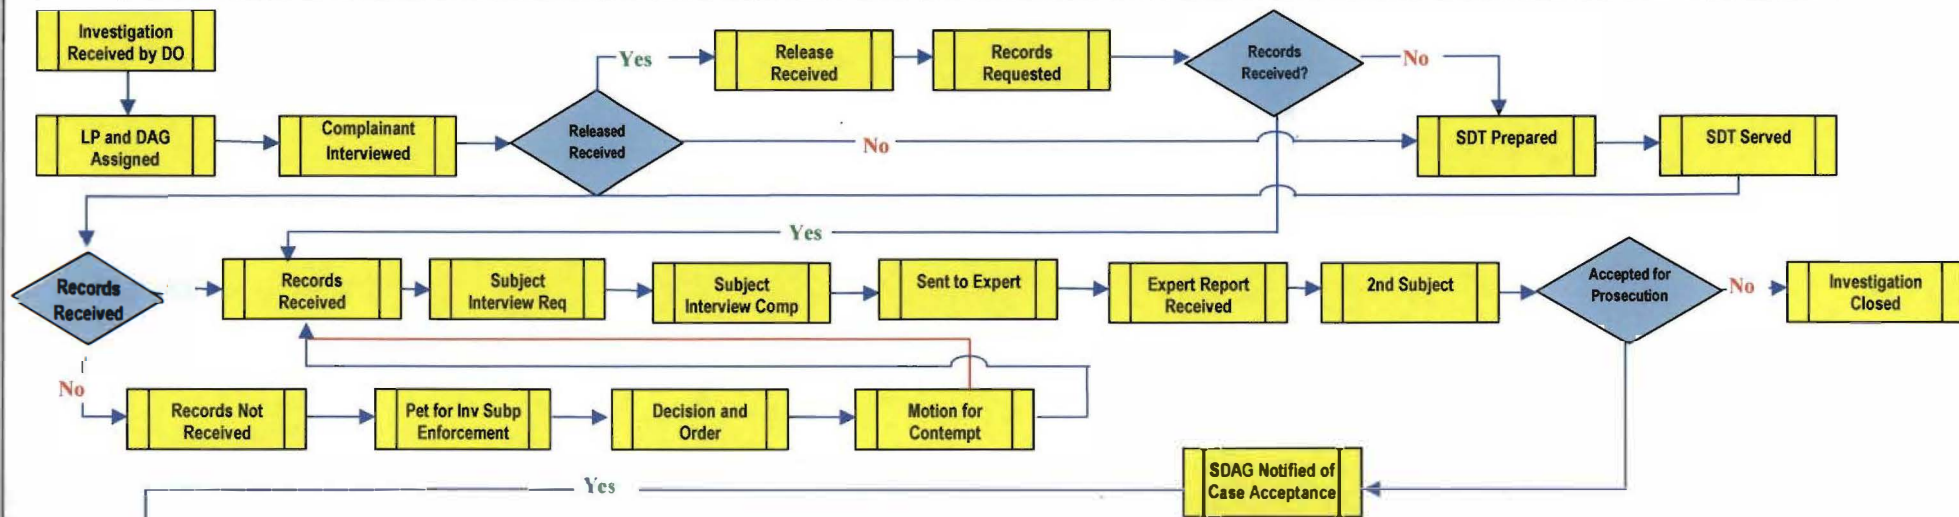 Investigation
Received by DO
LP and DAG
Assigned
Complainant
Interviewed
Released
Received
Yes
Release
Received
Records
Requested
Records
Received?
No
No
SDT Prepared
SDT Served
Yes
Records
Received
Records
Received
Subject
Interview Req
Subject
Interview Comp
Sent to Expert
Expert Report
Received
2nd Subject
Accepted for
Prosecution
No
Investigation
Closed
No
Records Not
Received
Pet for Inv Subp
Enforcement
Decision and
Order
Motion for
Contempt
SDAG Notified of
Case Acceptance
Yes